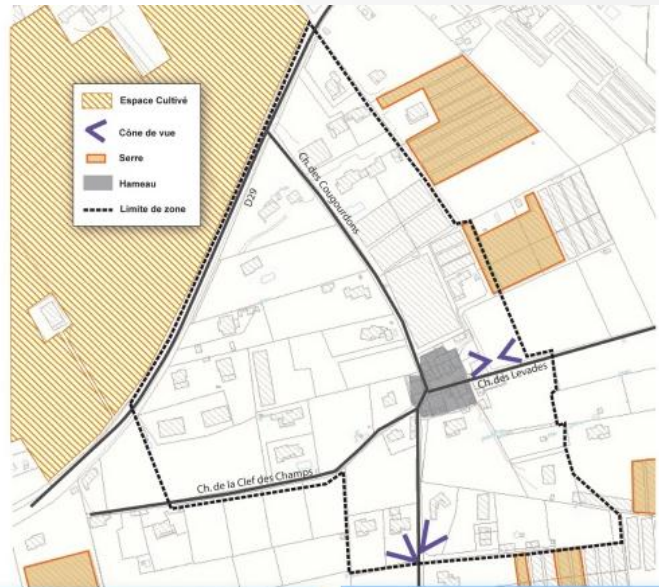 Espace Cultivé
Cône de vue
Serre
Hameau
Limite de zone
D29
Ch. des Cougourdons
Ch. des Levades
Ch. de la Clef des Champs